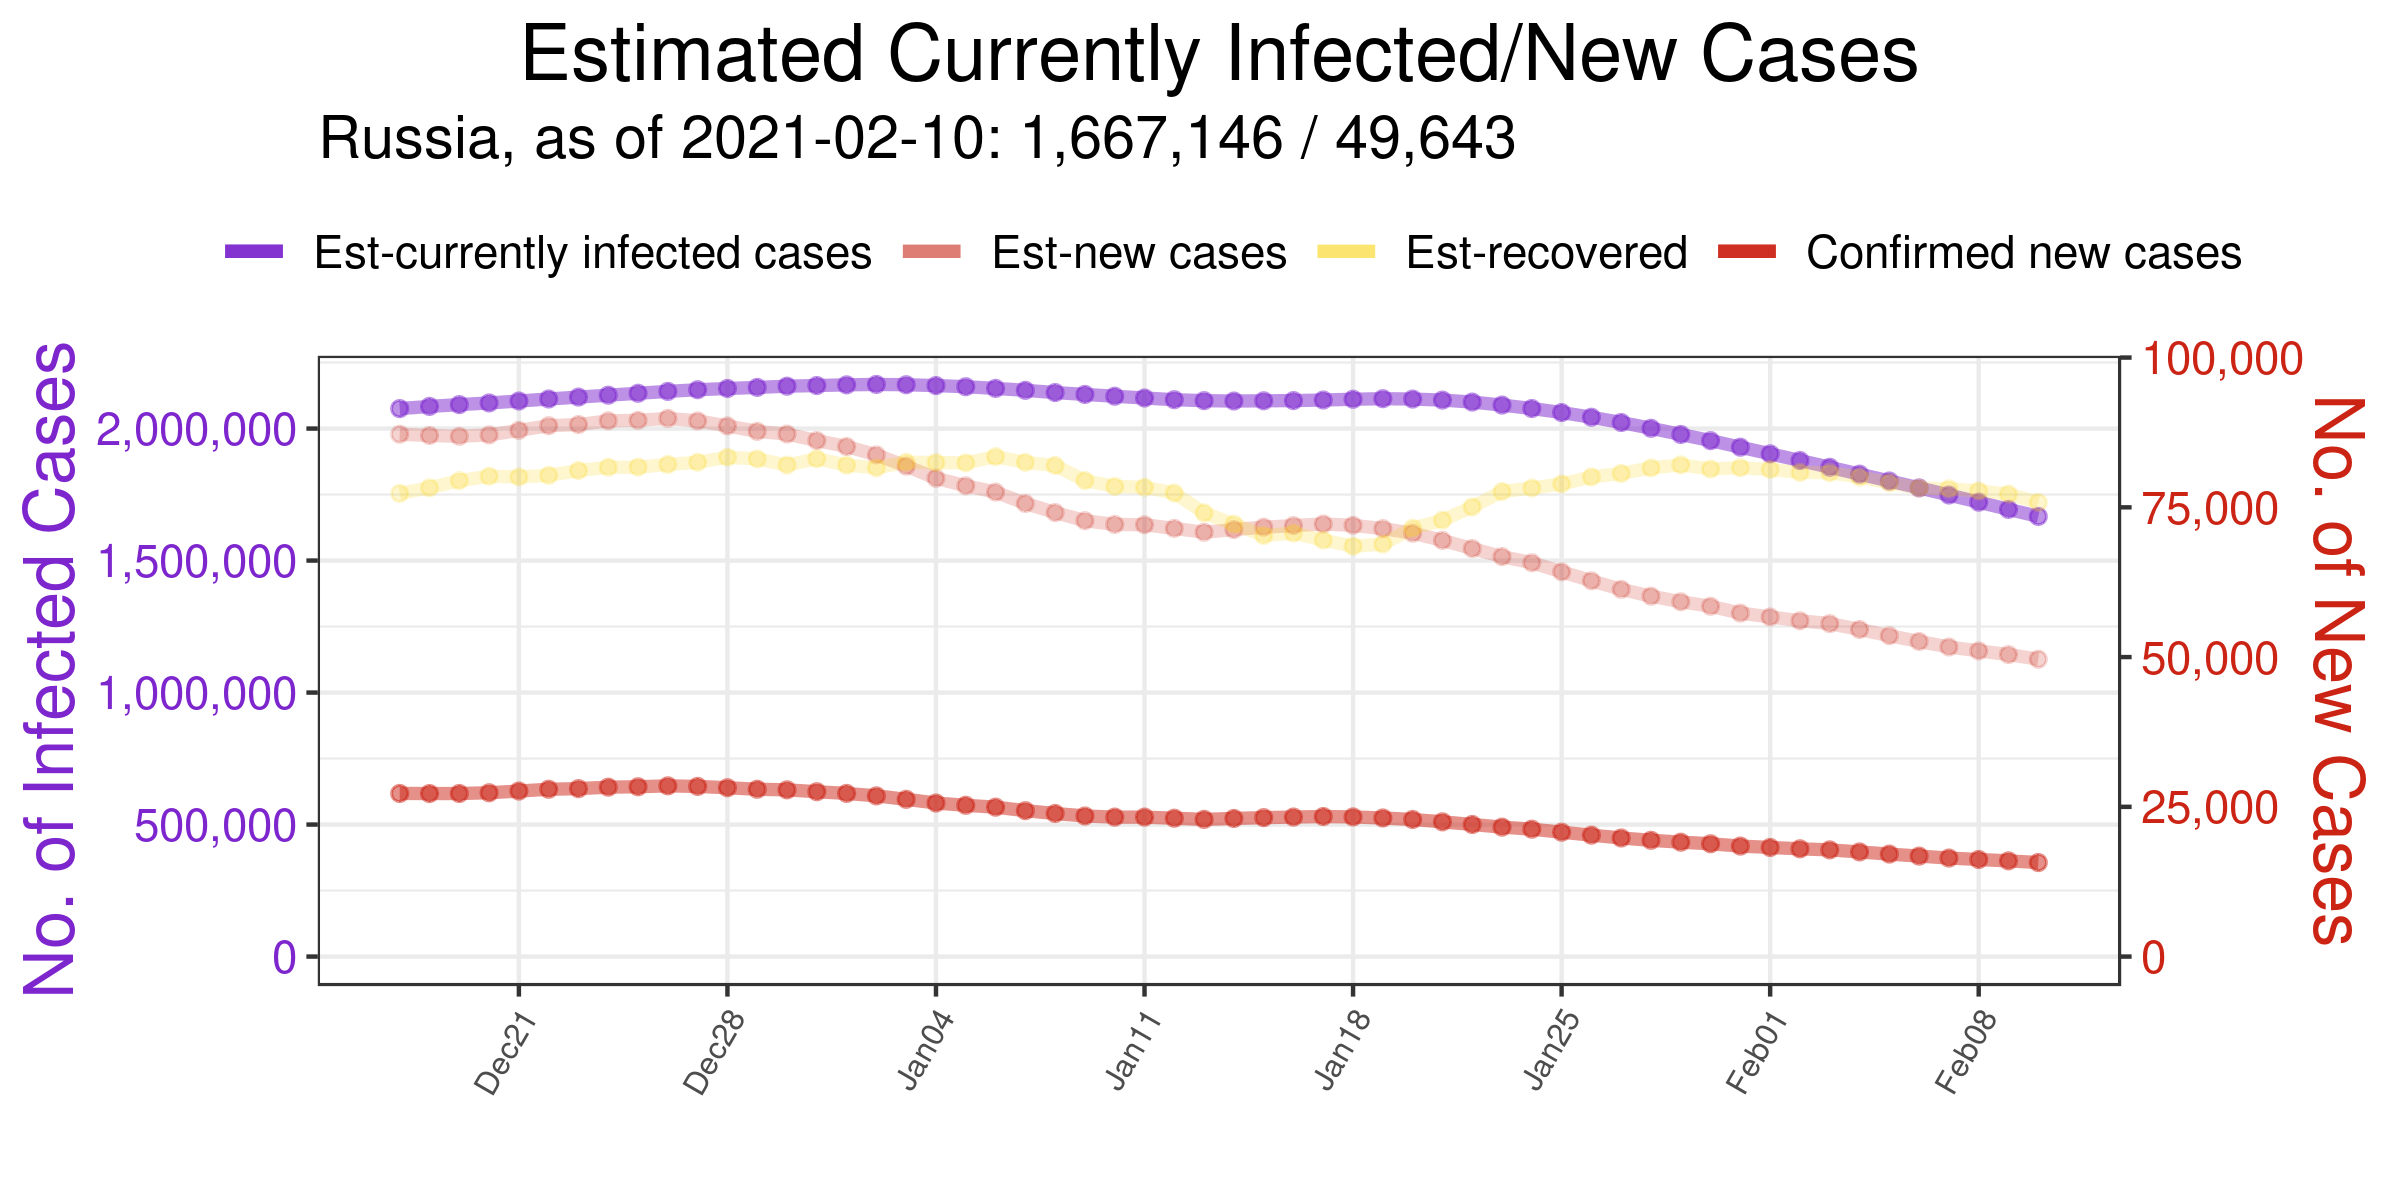 Estimated Currently Infected/New Cases
Russia, as of 2021-02-10: 1,667,146 / 49,643
Est-currently infected cases Est-new cases Est-recovered Confirmed new cases
No. of Infected Cases
2,000,000
1,500,000
1,000,000
500,000
0
100,000
75,000
50,000
25,000
0
No. of New Cases
Dec21 Dec28 Jan04 Jan11 Jan18 Jan25 Feb01 Feb08